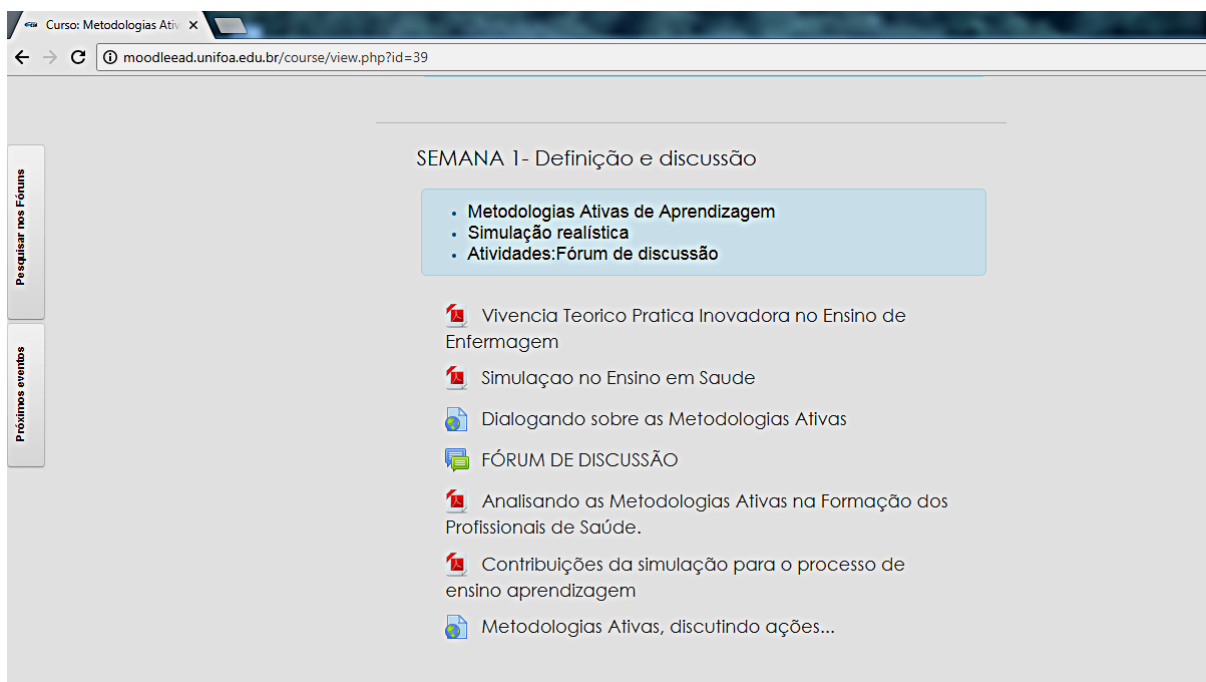 Curso: Metodologias Ativ
moodleead.unifoa.edu.br/course/view.php?id=39
Pesquisar nos Fóruns
Próximos eventos
SEMANA 1- Definição e discussão
Metodologias Ativas de Aprendizagem
Simulação realística
Atividades:Fórum de discussão
Vivencia Teorico Pratica Inovadora no Ensino de
Enfermagem
Simulaçao no Ensino em Saude
Dialogando sobre as Metodologias Ativas
FÓRUM DE DISCUSSÃO
Analisando as Metodologias Ativas na Formação dos
Profissionais de Saúde.
Contribuições da simulação para o processo de
ensino aprendizagem
Metodologias Ativas, discutindo ações...